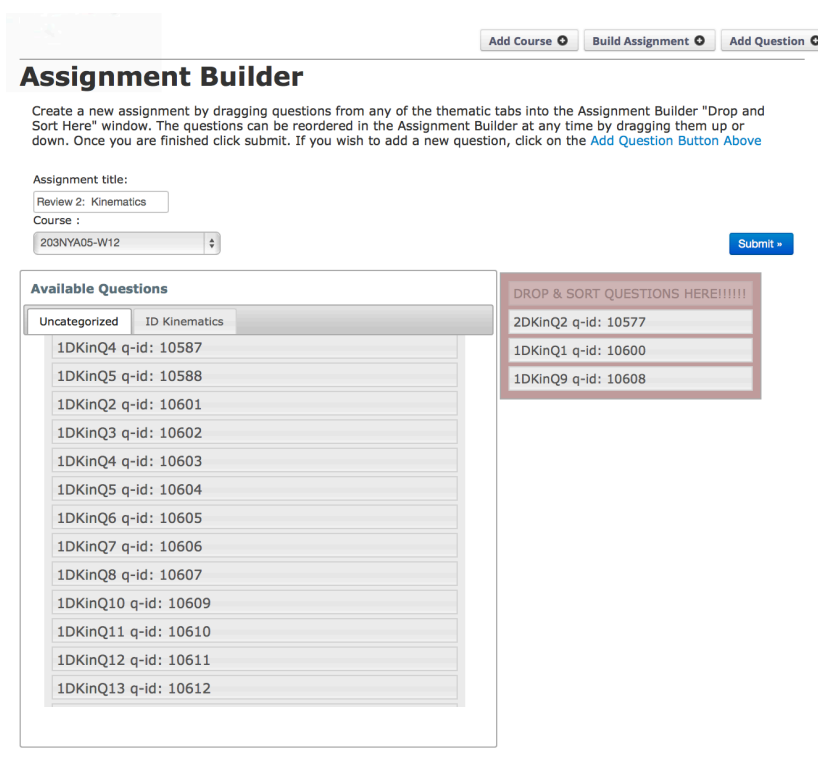 Add Course
Build Assignment
Add Question
Assignment Builder
Create a new assignment by dragging questions from any of the thematic tabs into the Assignment Builder "Drop and
Sort Here" window. The questions can be reordered in the Assignment Builder at any time by dragging them up or
down. Once you are finished click submit. If you wish to add a new question, click on the Add Question Button Above
Assignment title:
Review 2: Kinematics
Course :
203NYA05-W12
Submit »
Available Questions
Uncategorized
ID Kinematics
1DKinQ4 q-id: 10587
1DKinQ5 q-id: 10588
1DKinQ2 q-id: 10601
1DKinQ3 q-id: 10602
1DKinQ4 q-id: 10603
1DKinQ5 q-id: 10604
1DKinQ6 q-id: 10605
1DKinQ7 q-id: 10606
1DKinQ8 q-id: 10607
1DKinQ10 q-id: 10609
1DKinQ11 q-id: 10610
1DKinQ12 q-id: 10611
1DKinQ13 q-id: 10612
DROP & SORT QUESTIONS HERE!!!!!!
2DKinQ2 q-id: 10577
1DKinQ1 q-id: 10600
1DKinQ9 q-id: 10608